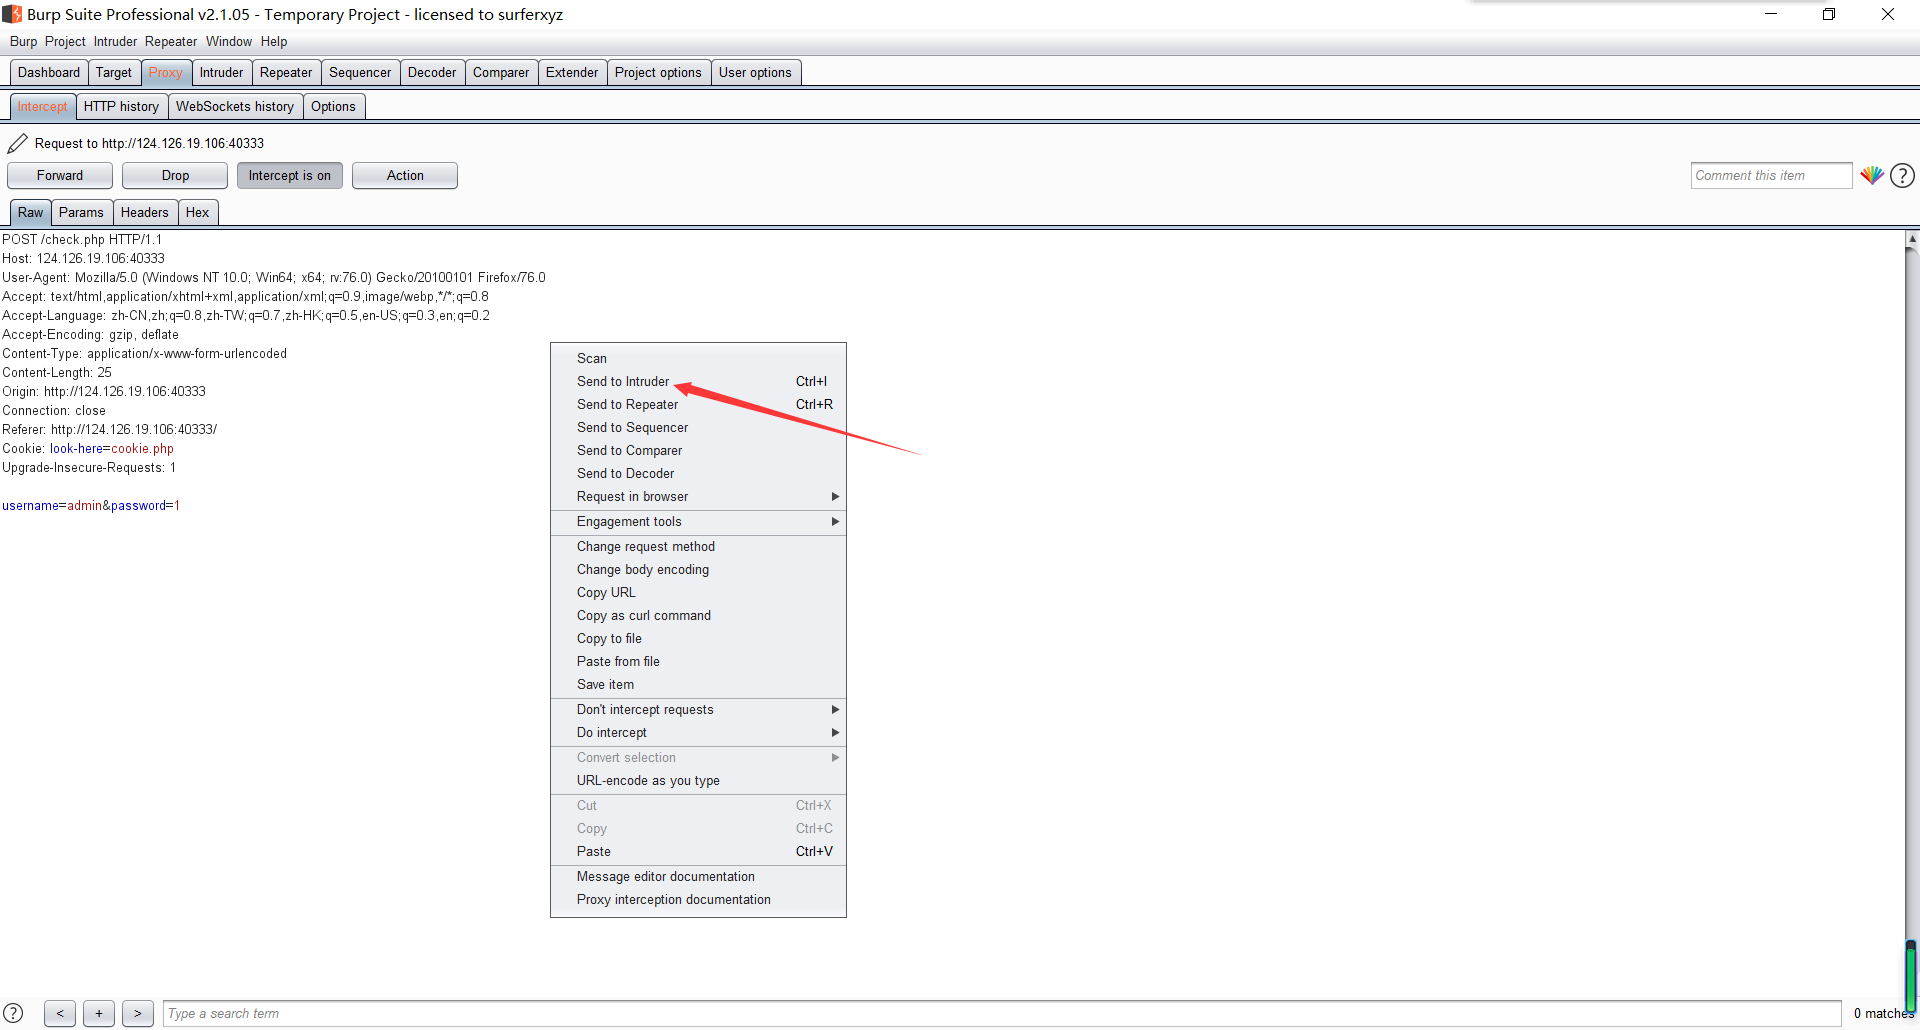 Burp Suite Professional v2.1.05 - Temporary Project - licensed to surferxyz
Burp Project Intruder Repeater Window Help
Dashboard Target Proxy Intruder Repeater Sequencer Decoder Comparer Extender Project options User options
Intercept HTTP history WebSockets history Options
Request to http://124.126.19.106:40333
Forward Drop Intercept is on Action Comment this item ?
Raw Params Headers Hex
POST /check.php HTTP/1.1
Host: 124.126.19.106:40333
User-Agent: Mozilla/5.0 (Windows NT 10.0; Win64; x64; rv:76.0) Gecko/20100101 Firefox/76.0
Accept: text/html,application/xhtml+xml,application/xml;q=0.9,image/webp,*/*;q=0.8
Accept-Language: zh-CN,zh;q=0.8,zh-TW;q=0.7,zh-HK;q=0.5,en-US;q=0.3,en;q=0.2
Accept-Encoding: gzip, deflate
Content-Type: application/x-www-form-urlencoded
Content-Length: 25
Origin: http://124.126.19.106:40333
Connection: close
Referer: http://124.126.19.106:40333/
Cookie: look-here=cookie.php
Upgrade-Insecure-Requests: 1
username=admin&password=1
Scan
Send to Intruder Ctrl+I
Send to Repeater Ctrl+R
Send to Sequencer
Send to Comparer
Send to Decoder
Request in browser
Engagement tools
Change request method
Change body encoding
Copy URL
Copy as curl command
Copy to file
Paste from file
Save item
Don't intercept requests
Do intercept
Convert selection
URL-encode as you type
Cut Ctrl+X
Copy Ctrl+C
Paste Ctrl+V
Message editor documentation
Proxy interception documentation
? < + > Type a search term 0 matches